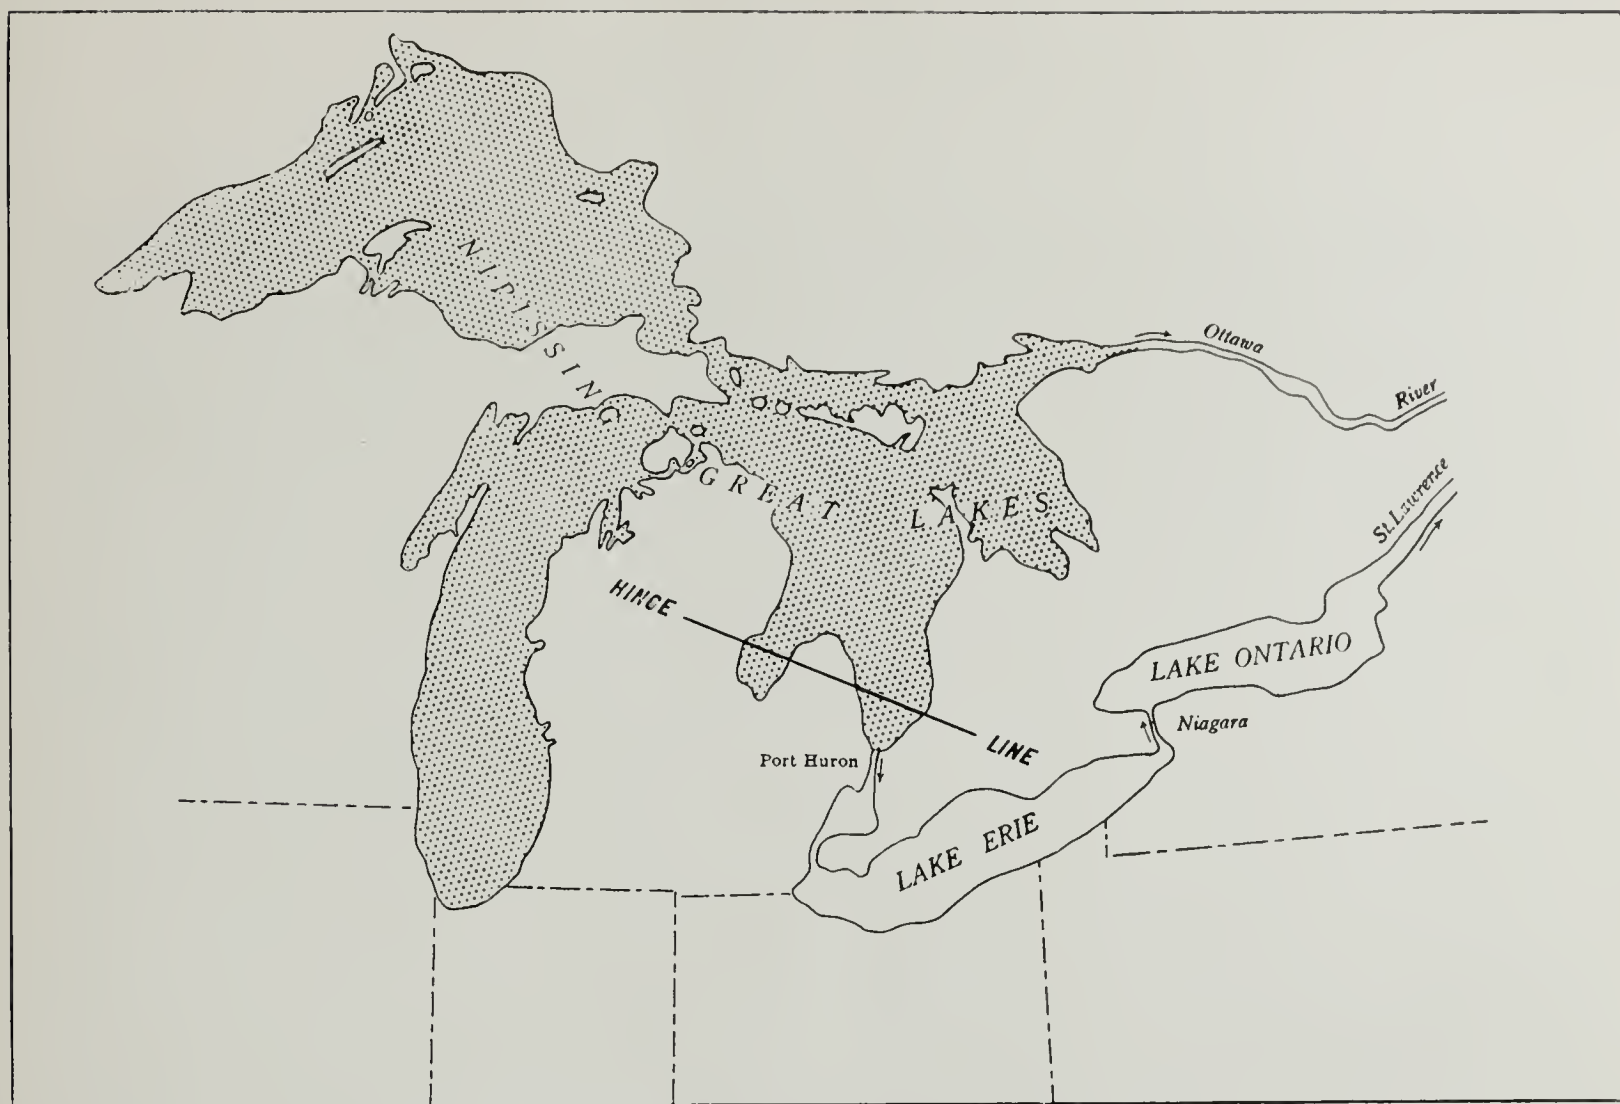 NIPISSING
GREAT LAKES
Ottawa
River
St. Lawrence
HINGE
LINE
LAKE ONTARIO
Niagara
Port Huron
LAKE ERIE